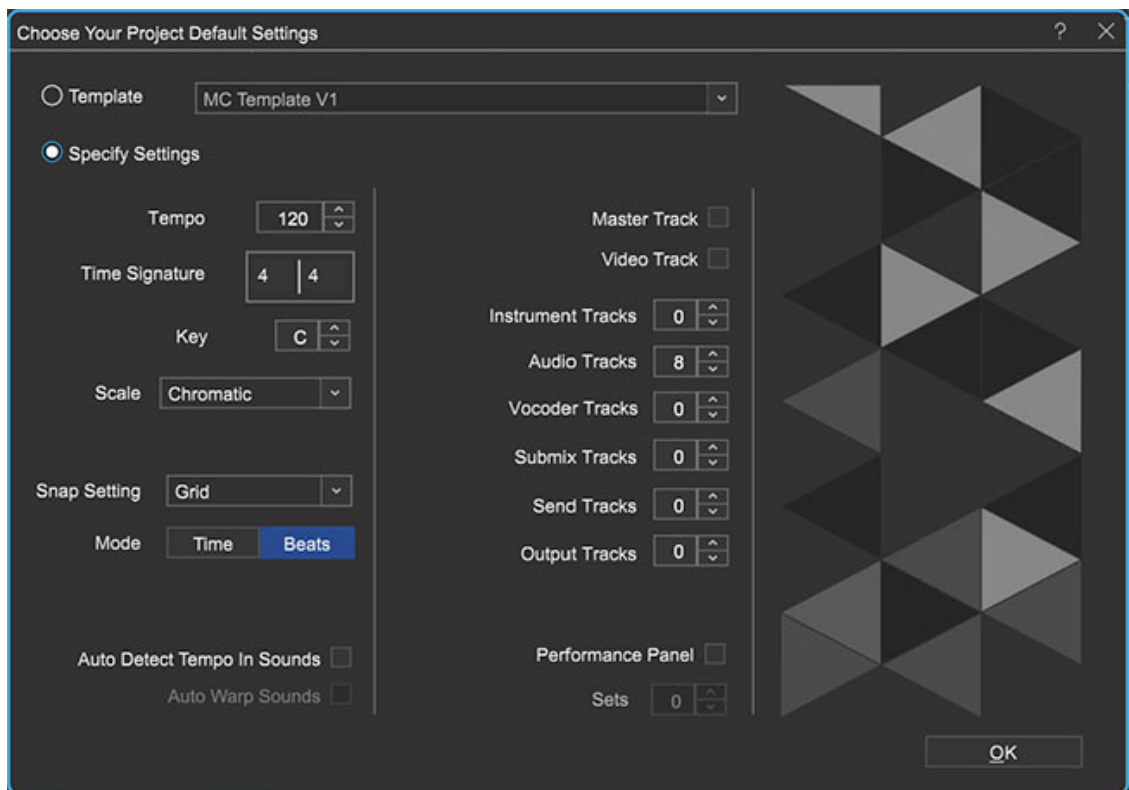 Choose Your Project Default Settings ?
Template MC Template V1
Specify Settings
Tempo 120
Time Signature 4 4
Key C
Scale Chromatic
Snap Setting Grid
Mode Time Beats
Auto Detect Tempo In Sounds
Auto Warp Sounds
Master Track
Video Track
Instrument Tracks 0
Audio Tracks 8
Vocoder Tracks 0
Submix Tracks 0
Send Tracks 0
Output Tracks 0
Performance Panel
Sets 0
OK